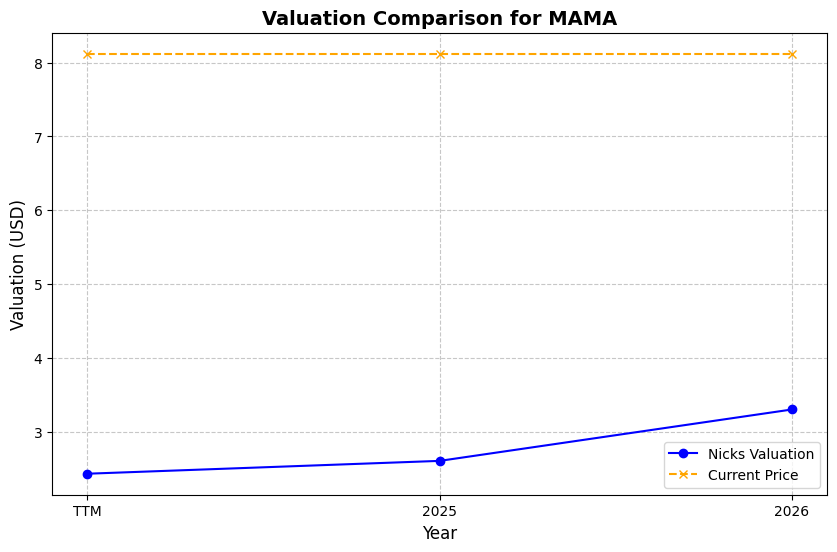 Valuation Comparison for MAMA
Valuation (USD)
8
7
6
5
4
3
TTM
2025
2026
Year
Nicks Valuation
Current Price